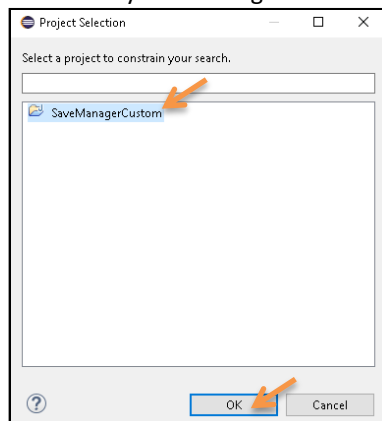 Project Selection
Select a project to constrain your search.
SaveManagerCustom
?
OK
Cancel